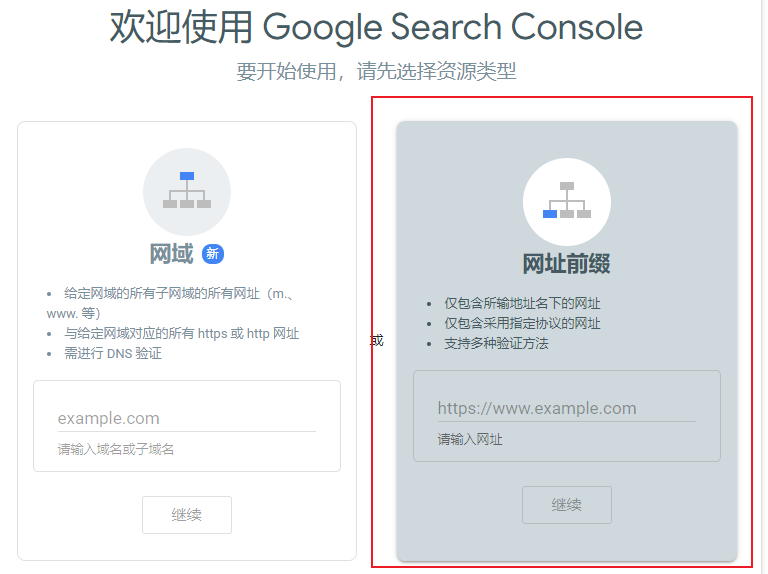 欢迎使用 Google Search Console
要开始使用，请先选择资源类型
网域 新
• 给定网域的所有子网域的所有网址（m.、
www. 等）
• 与给定网域对应的所有 https 或 http 网址
• 需进行 DNS 验证
example.com
请输入域名或子域名
继续
或
网址前缀
• 仅包含所输地址名下的网址
• 仅包含采用指定协议的网址
• 支持多种验证方法
https://www.example.com
请输入网址
继续